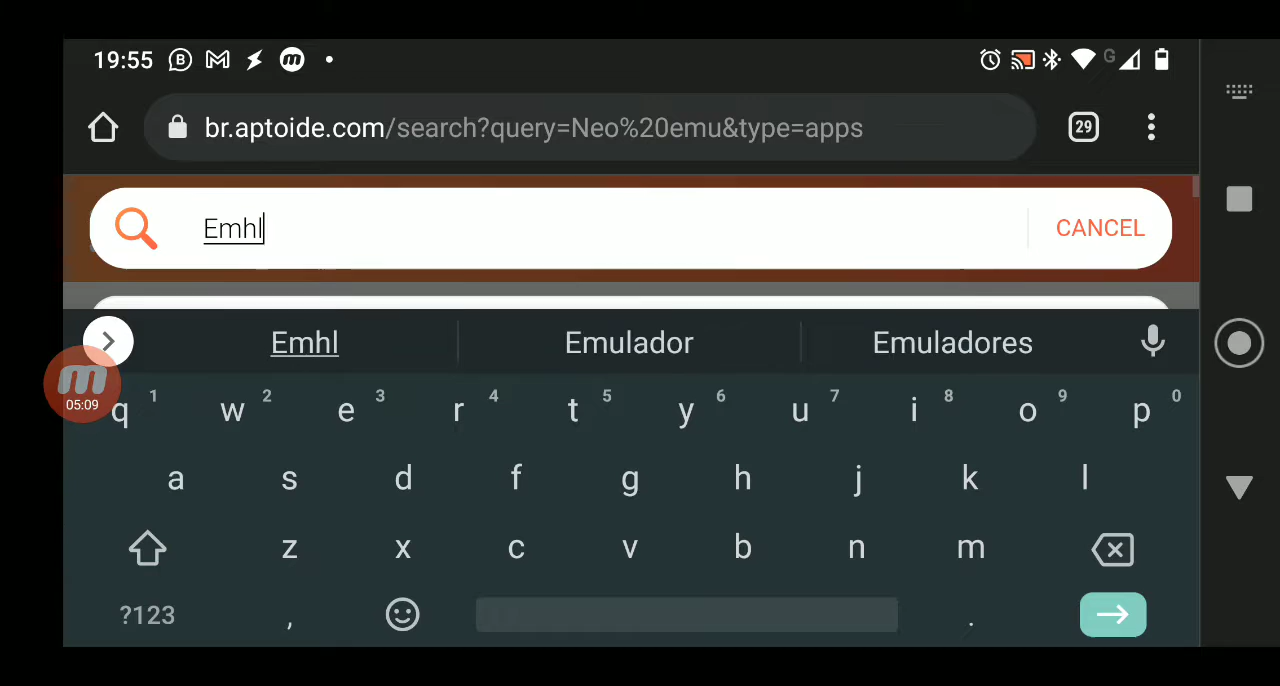 19:55 G
br.aptoide.com/search?query=Neo%20emu&type=apps 29
Emhl CANCEL
Emhl Emulador Emuladores
05:09
1 2 3 4 5 6 7 8 9 0
q w e r t y u i o p
a s d f g h j k l
z x c v b n m
?123 , .